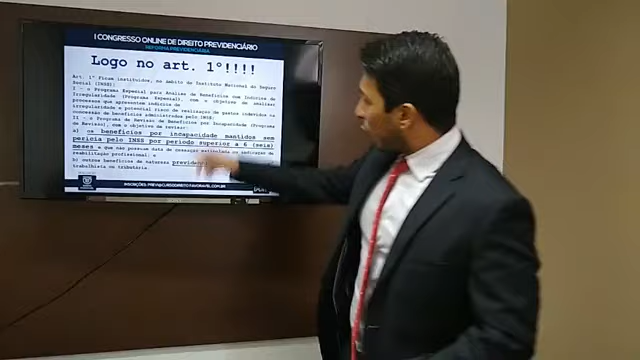 I CONGRESSO ONLINE DE DIREITO PREVIDENCIÁRIO
REFORMA PREVIDENCIÁRIA
Logo no art. 1º!!!!
Art. 1º Ficam instituídos, no âmbito do Instituto Nacional do Seguro
Social (INSS):
I - o Programa Especial para Análise de Benefícios com Indícios de
Irregularidade (Programa Especial), com o objetivo de analisar
processos que apresentem indícios de
irregularidade e potencial risco de realização de gastos indevidos na
concessão de benefícios administrados pelo INSS;
II - o Programa de Revisão de Benefícios por Incapacidade (Programa
de Revisão), com o objetivo de revisar:
a) os benefícios por incapacidade mantidos sem
perícia pelo INSS por período superior a 6 (seis)
meses e que não possuam data de cessação estipulada ou indicação de
reabilitação profissional; e
b) outros benefícios de natureza
trabalhista ou tributária.
INSCRIÇÕES: